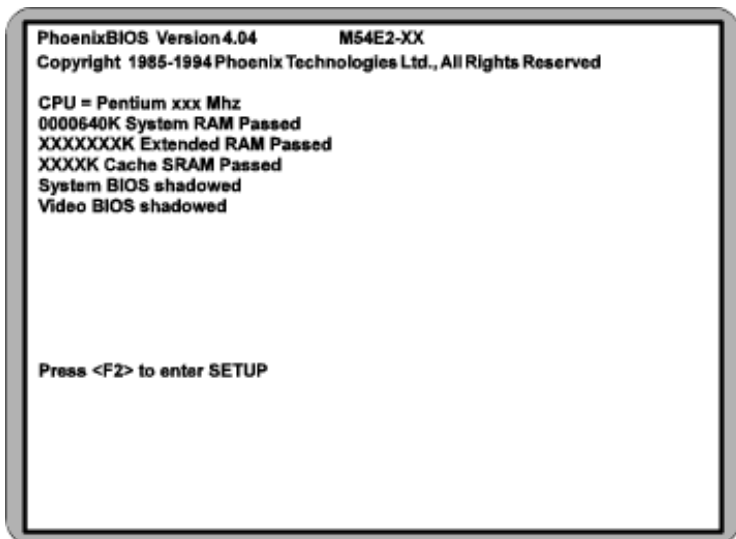 PhoenixBIOS Version 4.04 M54E2-XX
Copyright 1985-1994 Phoenix Technologies Ltd., All Rights Reserved
CPU = Pentium xxx Mhz
0000640K System RAM Passed
XXXXXXXK Extended RAM Passed
XXXXK Cache SRAM Passed
System BIOS shadowed
Video BIOS shadowed
Press <F2> to enter SETUP